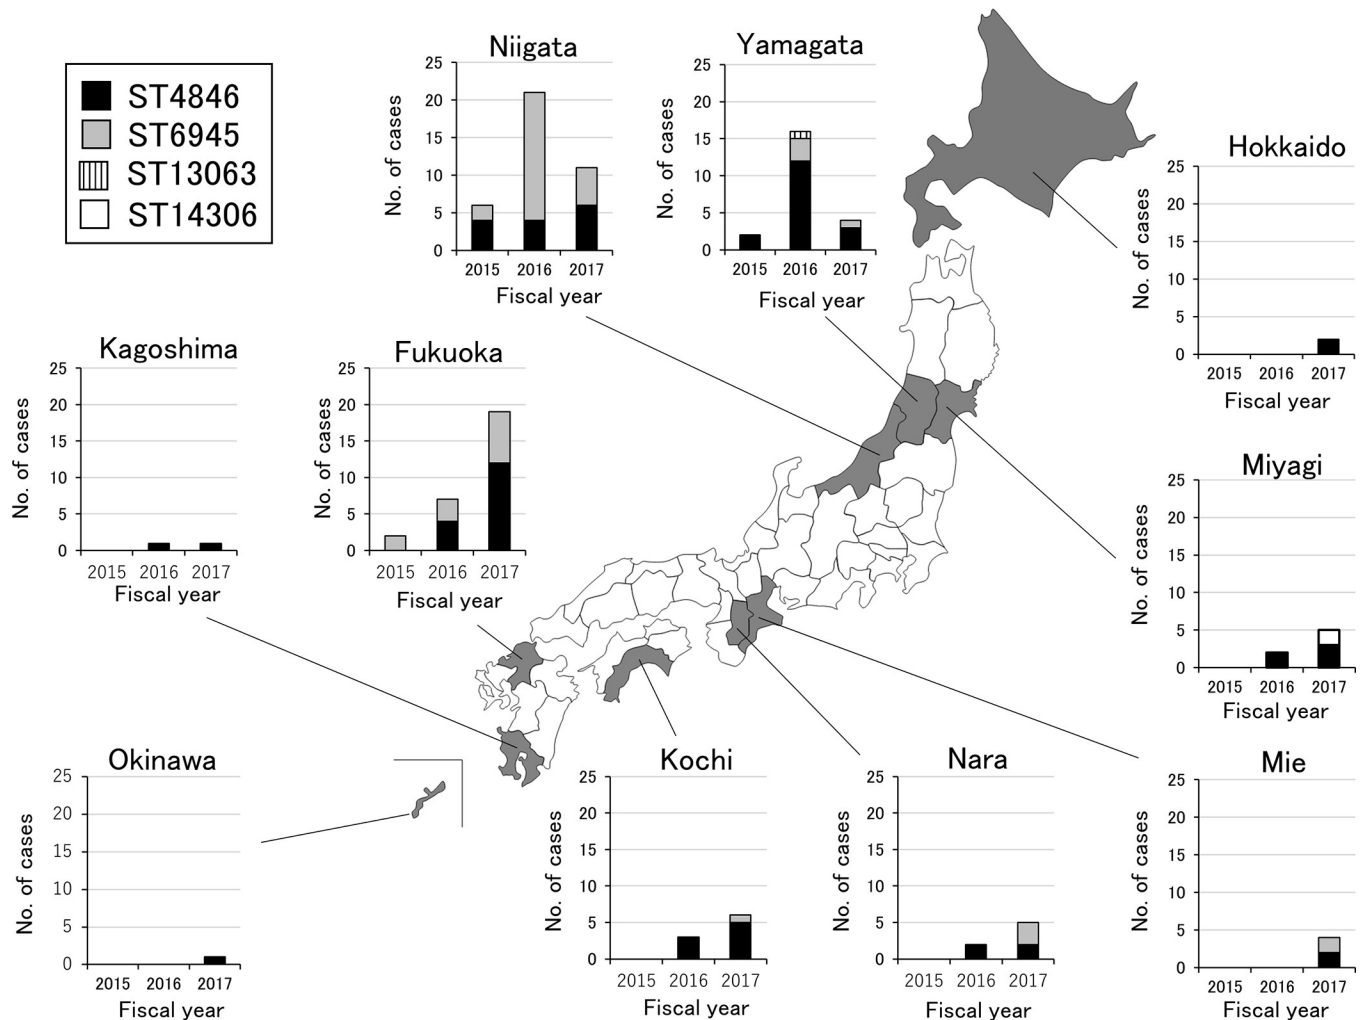 ST4846
ST6945
ST13063
ST14306
Niigata
No. of cases
25
20
15
10
5
0
2015 2016 2017
Fiscal year
Yamagata
No. of cases
25
20
15
10
5
0
2015 2016 2017
Fiscal year
Hokkaido
No. of cases
25
20
15
10
5
0
2015 2016 2017
Fiscal year
Kagoshima
No. of cases
25
20
15
10
5
0
2015 2016 2017
Fiscal year
Fukuoka
No. of cases
25
20
15
10
5
0
2015 2016 2017
Fiscal year
Miyagi
No. of cases
25
20
15
10
5
0
2015 2016 2017
Fiscal year
Okinawa
No. of cases
25
20
15
10
5
0
2015 2016 2017
Fiscal year
Kochi
No. of cases
25
20
15
10
5
0
2015 2016 2017
Fiscal year
Nara
No. of cases
25
20
15
10
5
0
2015 2016 2017
Fiscal year
Mie
No. of cases
25
20
15
10
5
0
2015 2016 2017
Fiscal year